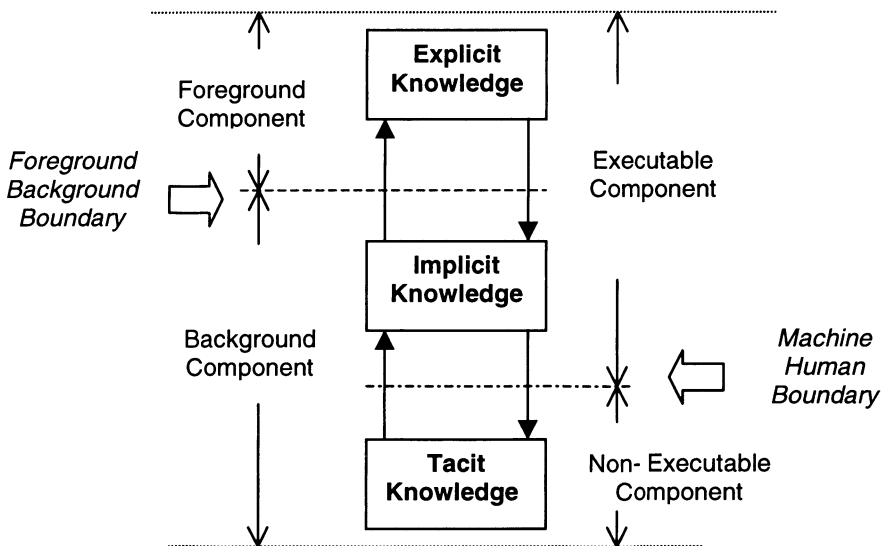 Explicit
Knowledge
Foreground
Component
Foreground
Background
Boundary
Executable
Component
Implicit
Knowledge
Background
Component
Machine
Human
Boundary
Tacit
Knowledge
Non- Executable
Component